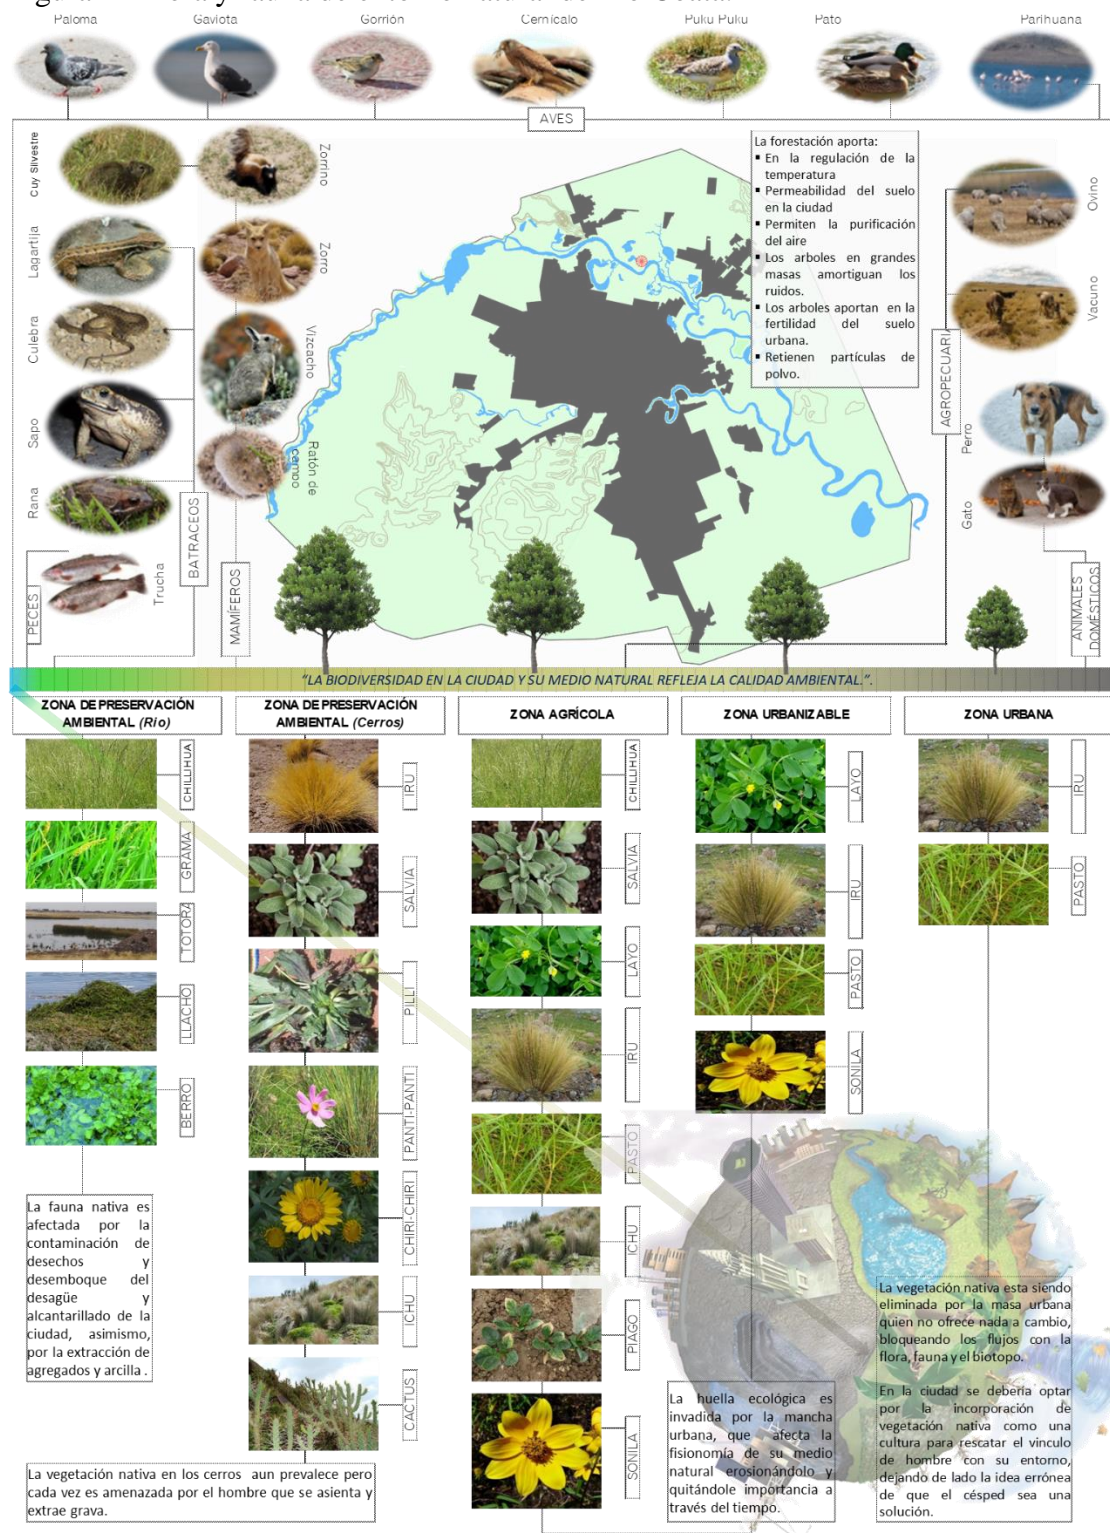 Paloma
Gaviota
Gorrión
Cernícalo
Puku Puku
Pato
Parihuana
AVES
Cuy Silvestre
Zorrino
Lagartija
Zorro
Culebra
Vizcacho
Sapo
Ratón de
campo
Rana
BATRACEOS
Trucha
PECES
MAMÍFEROS
La forestación aporta:
▪ En la regulación de la
temperatura
▪ Permeabilidad del suelo
en la ciudad
▪ Permiten la purificación
del aire
▪ Los arboles en grandes
masas amortiguan los
ruidos.
▪ Los arboles aportan en la
fertilidad del suelo
urbana.
▪ Retienen partículas de
polvo.
Ovino
Vacuno
AGROPECUARIA
Perro
Gato
ANIMALES
DOMÉSTICOS
“LA BIODIVERSIDAD EN LA CIUDAD Y SU MEDIO NATURAL REFLEJA LA CALIDAD AMBIENTAL.”.
ZONA DE PRESERVACIÓN
AMBIENTAL (Rio)
CHILLIHUA
GRAMA
TOTORA
LLACHO
BERRO
La fauna nativa es
afectada por la
contaminación de
desechos y
desemboque del
desagüe y
alcantarillado de la
ciudad, asimismo,
por la extracción de
agregados y arcilla .
ZONA DE PRESERVACIÓN
AMBIENTAL (Cerros)
IRU
SALVIA
PILLI
PANTI-PANTI
CHIRI-CHIRI
ICHU
CACTUS
La vegetación nativa en los cerros aun prevalece pero
cada vez es amenazada por el hombre que se asienta y
extrae grava.
ZONA AGRÍCOLA
CHILLIHUA
SALVIA
LAYO
IRU
PASTO
ICHU
PIAGO
SONILA
ZONA URBANIZABLE
LAYO
IRU
PASTO
SONILA
La huella ecológica es
invadida por la mancha
urbana, que afecta la
fisionomía de su medio
natural erosionándolo y
quitándole importancia a
través del tiempo.
ZONA URBANA
IRU
PASTO
La vegetación nativa esta siendo
eliminada por la masa urbana
quien no ofrece nada a cambio,
bloqueando los flujos con la
flora, fauna y el biotopo.
En la ciudad se debería optar
por la incorporación de
vegetación nativa como una
cultura para rescatar el vinculo
de hombre con su entorno,
dejando de lado la idea errónea
de que el césped sea una
solución.